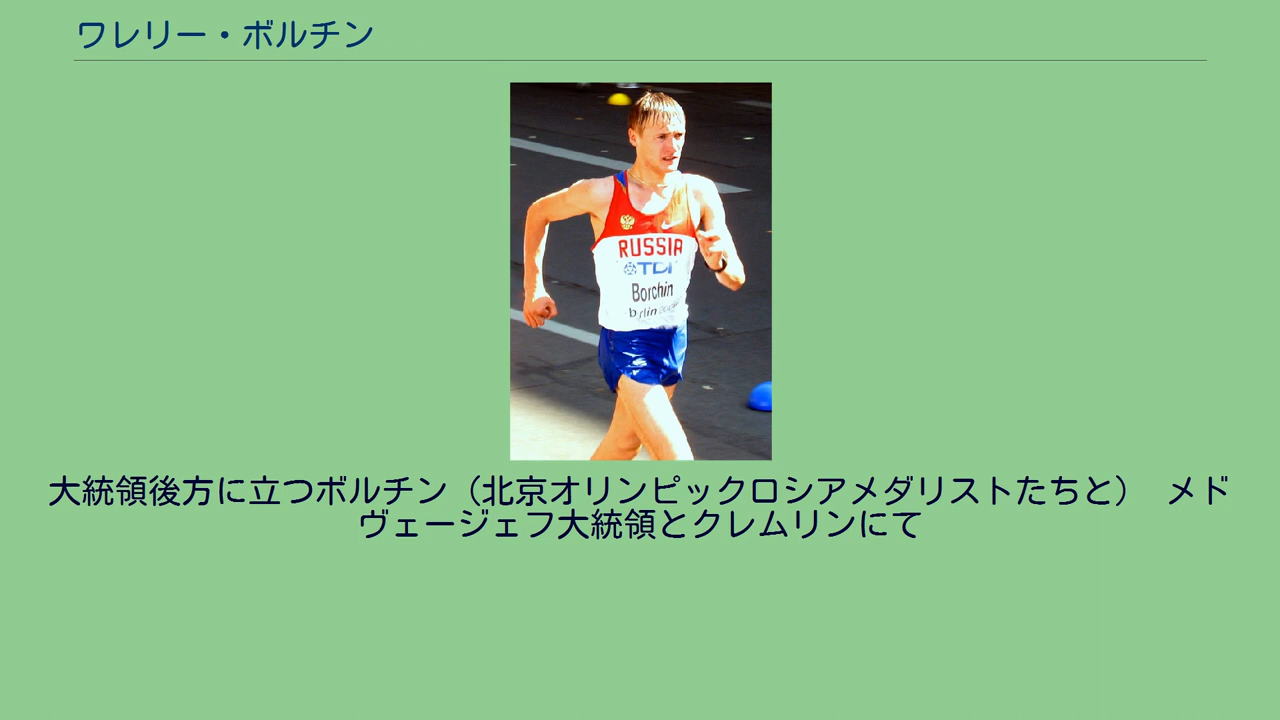 ワレリー・ボルチン
RUSSIA
TDK
Borchin
大統領後方に立つボルチン（北京オリンピックロシアメダリストたちと） メド
ヴェージェフ大統領とクレムリンにて